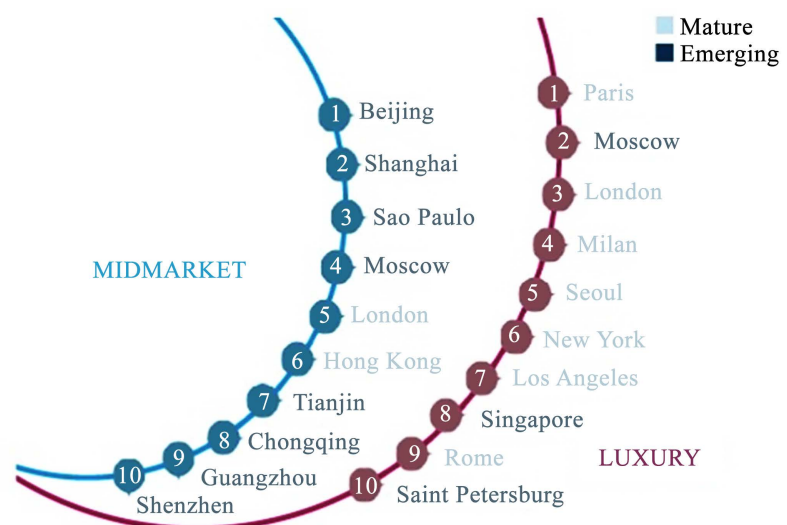 Mature
Emerging
MIDMARKET
1 Beijing
2 Shanghai
3 Sao Paulo
4 Moscow
5 London
6 Hong Kong
7 Tianjin
8 Chongqing
9 Guangzhou
10 Shenzhen
1 Paris
2 Moscow
3 London
4 Milan
5 Seoul
6 New York
7 Los Angeles
8 Singapore
9 Rome
10 Saint Petersburg
LUXURY